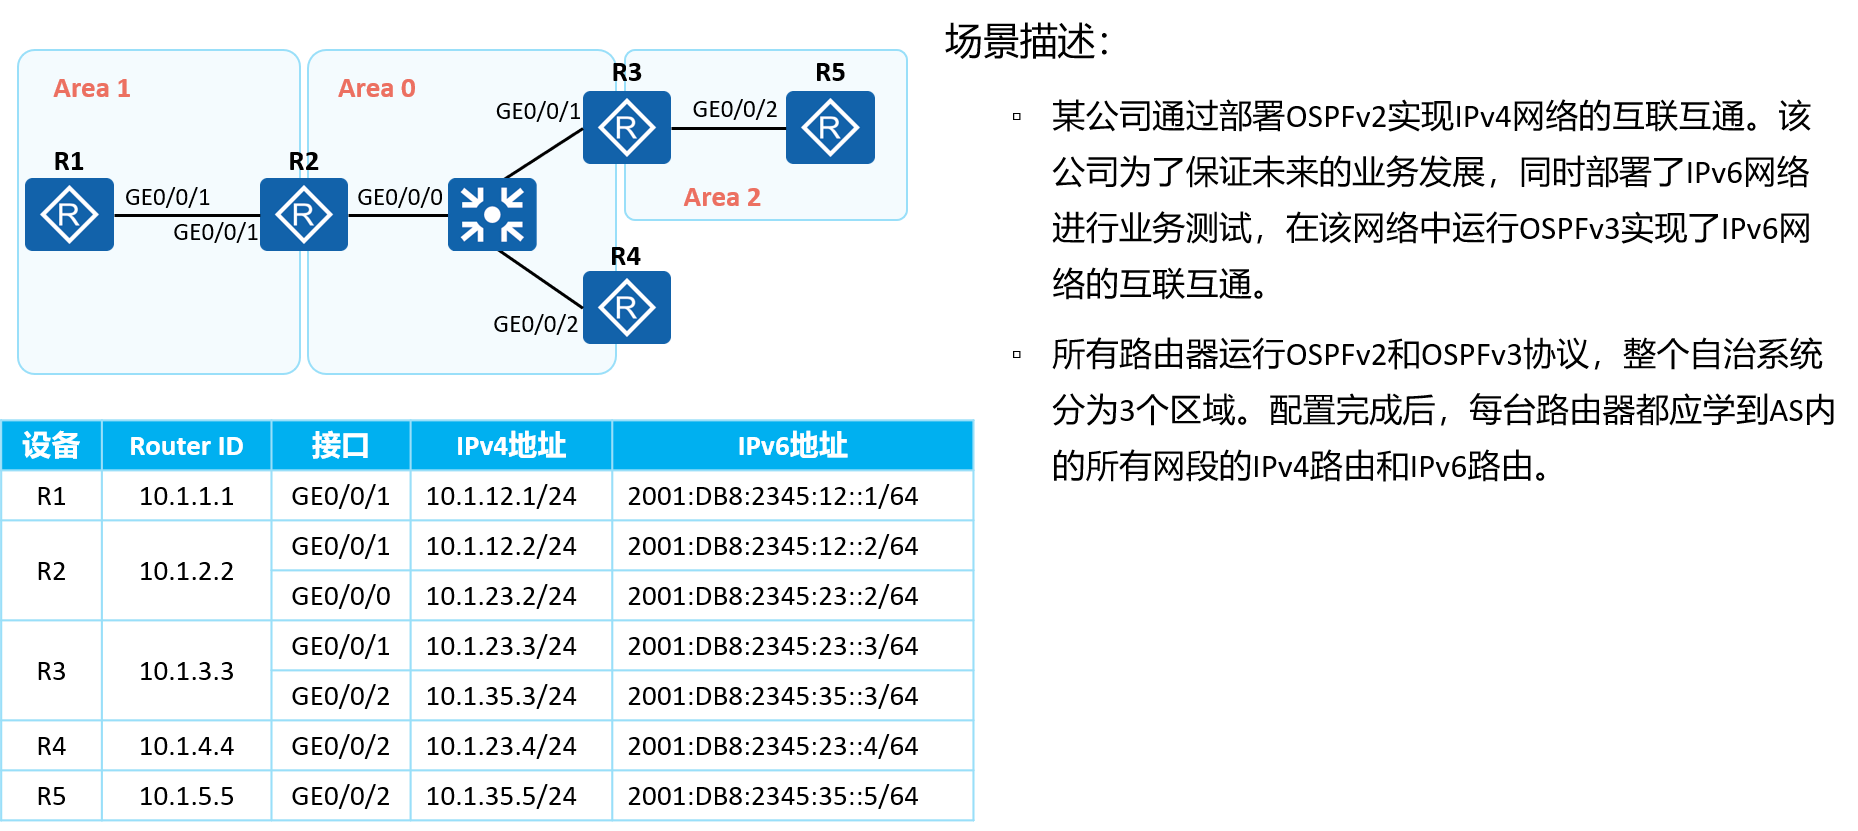 Area 1
Area 0
R3
R5
GE0/0/1
GE0/0/2
R1
R2
Area 2
GE0/0/1
GE0/0/0
GE0/0/1
R4
GE0/0/2
R
R
R
R
R
设备 Router ID 接口 IPv4地址 IPv6地址
R1 10.1.1.1 GE0/0/1 10.1.12.1/24 2001:DB8:2345:12::1/64
R2 10.1.2.2 GE0/0/1 10.1.12.2/24 2001:DB8:2345:12::2/64
GE0/0/0 10.1.23.2/24 2001:DB8:2345:23::2/64
R3 10.1.3.3 GE0/0/1 10.1.23.3/24 2001:DB8:2345:23::3/64
GE0/0/2 10.1.35.3/24 2001:DB8:2345:35::3/64
R4 10.1.4.4 GE0/0/2 10.1.23.4/24 2001:DB8:2345:23::4/64
R5 10.1.5.5 GE0/0/2 10.1.35.5/24 2001:DB8:2345:35::5/64
场景描述：
▫ 某公司通过部署OSPFv2实现IPv4网络的互联互通。该
公司为了保证未来的业务发展，同时部署了IPv6网络
进行业务测试，在该网络中运行OSPFv3实现了IPv6网
络的互联互通。
▫ 所有路由器运行OSPFv2和OSPFv3协议，整个自治系统
分为3个区域。配置完成后，每台路由器都应学到AS内
的所有网段的IPv4路由和IPv6路由。